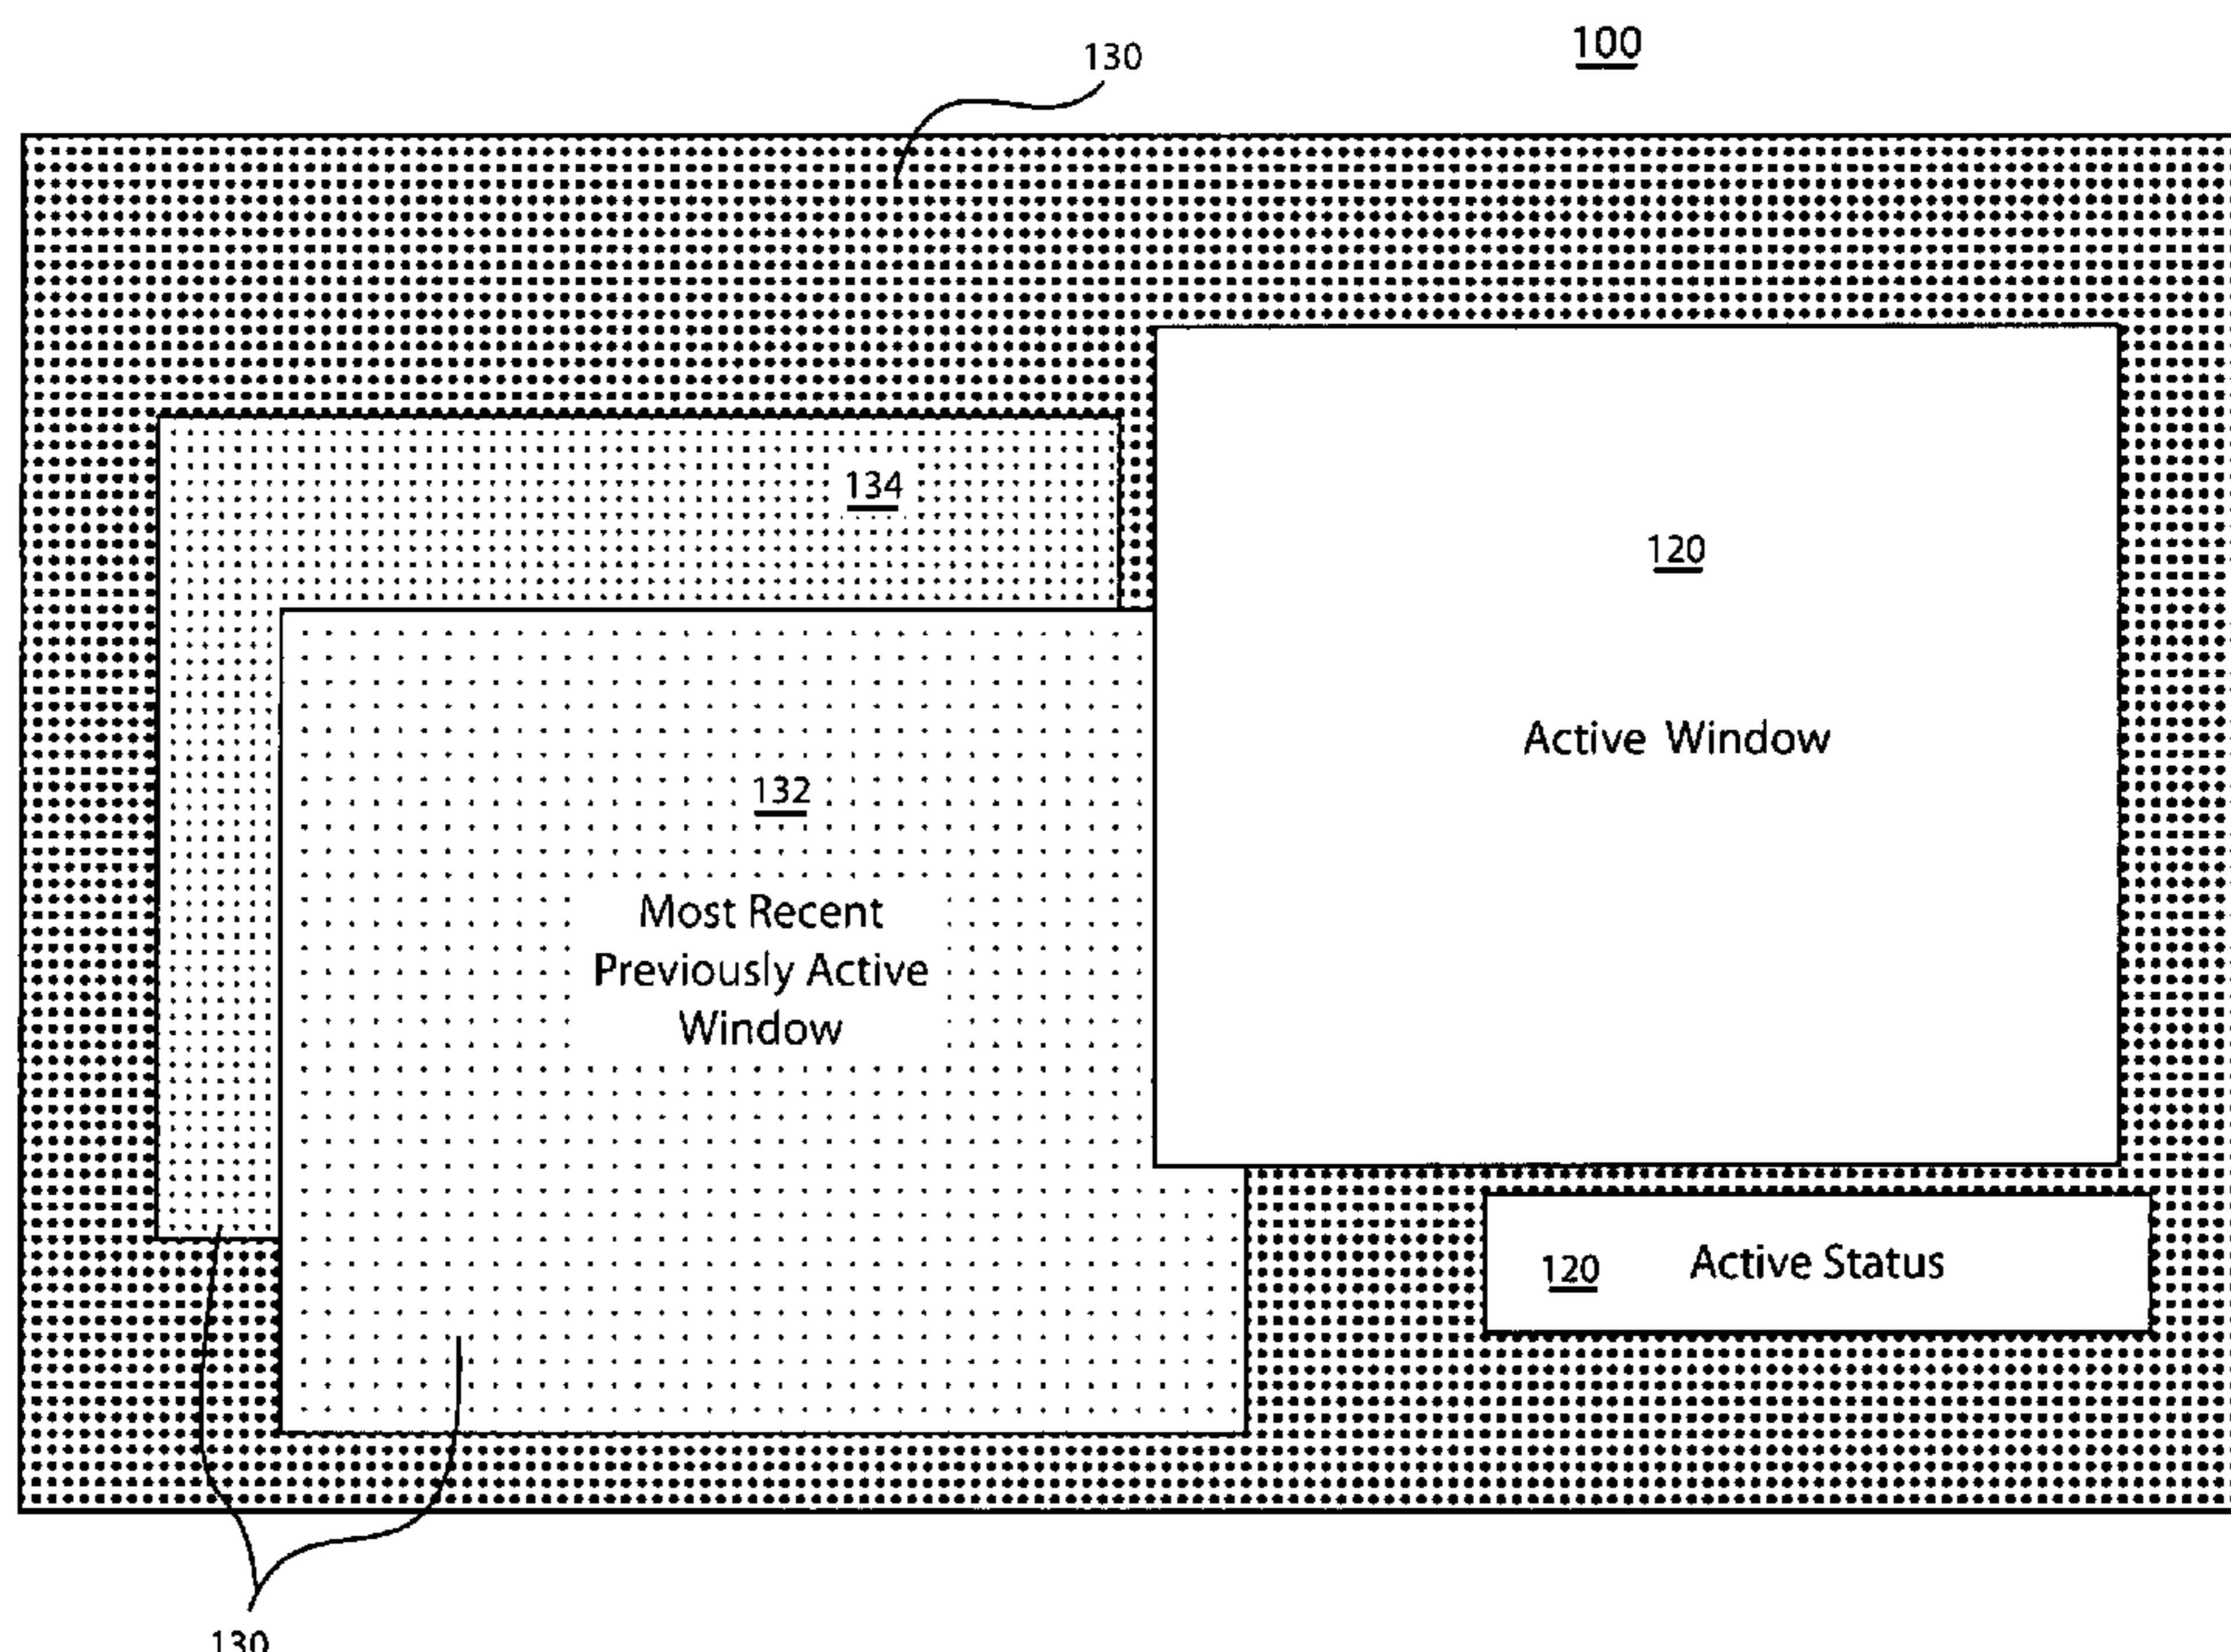 100
130
134
120
Active Window
132
Most Recent
Previously Active
Window
120 Active Status
130